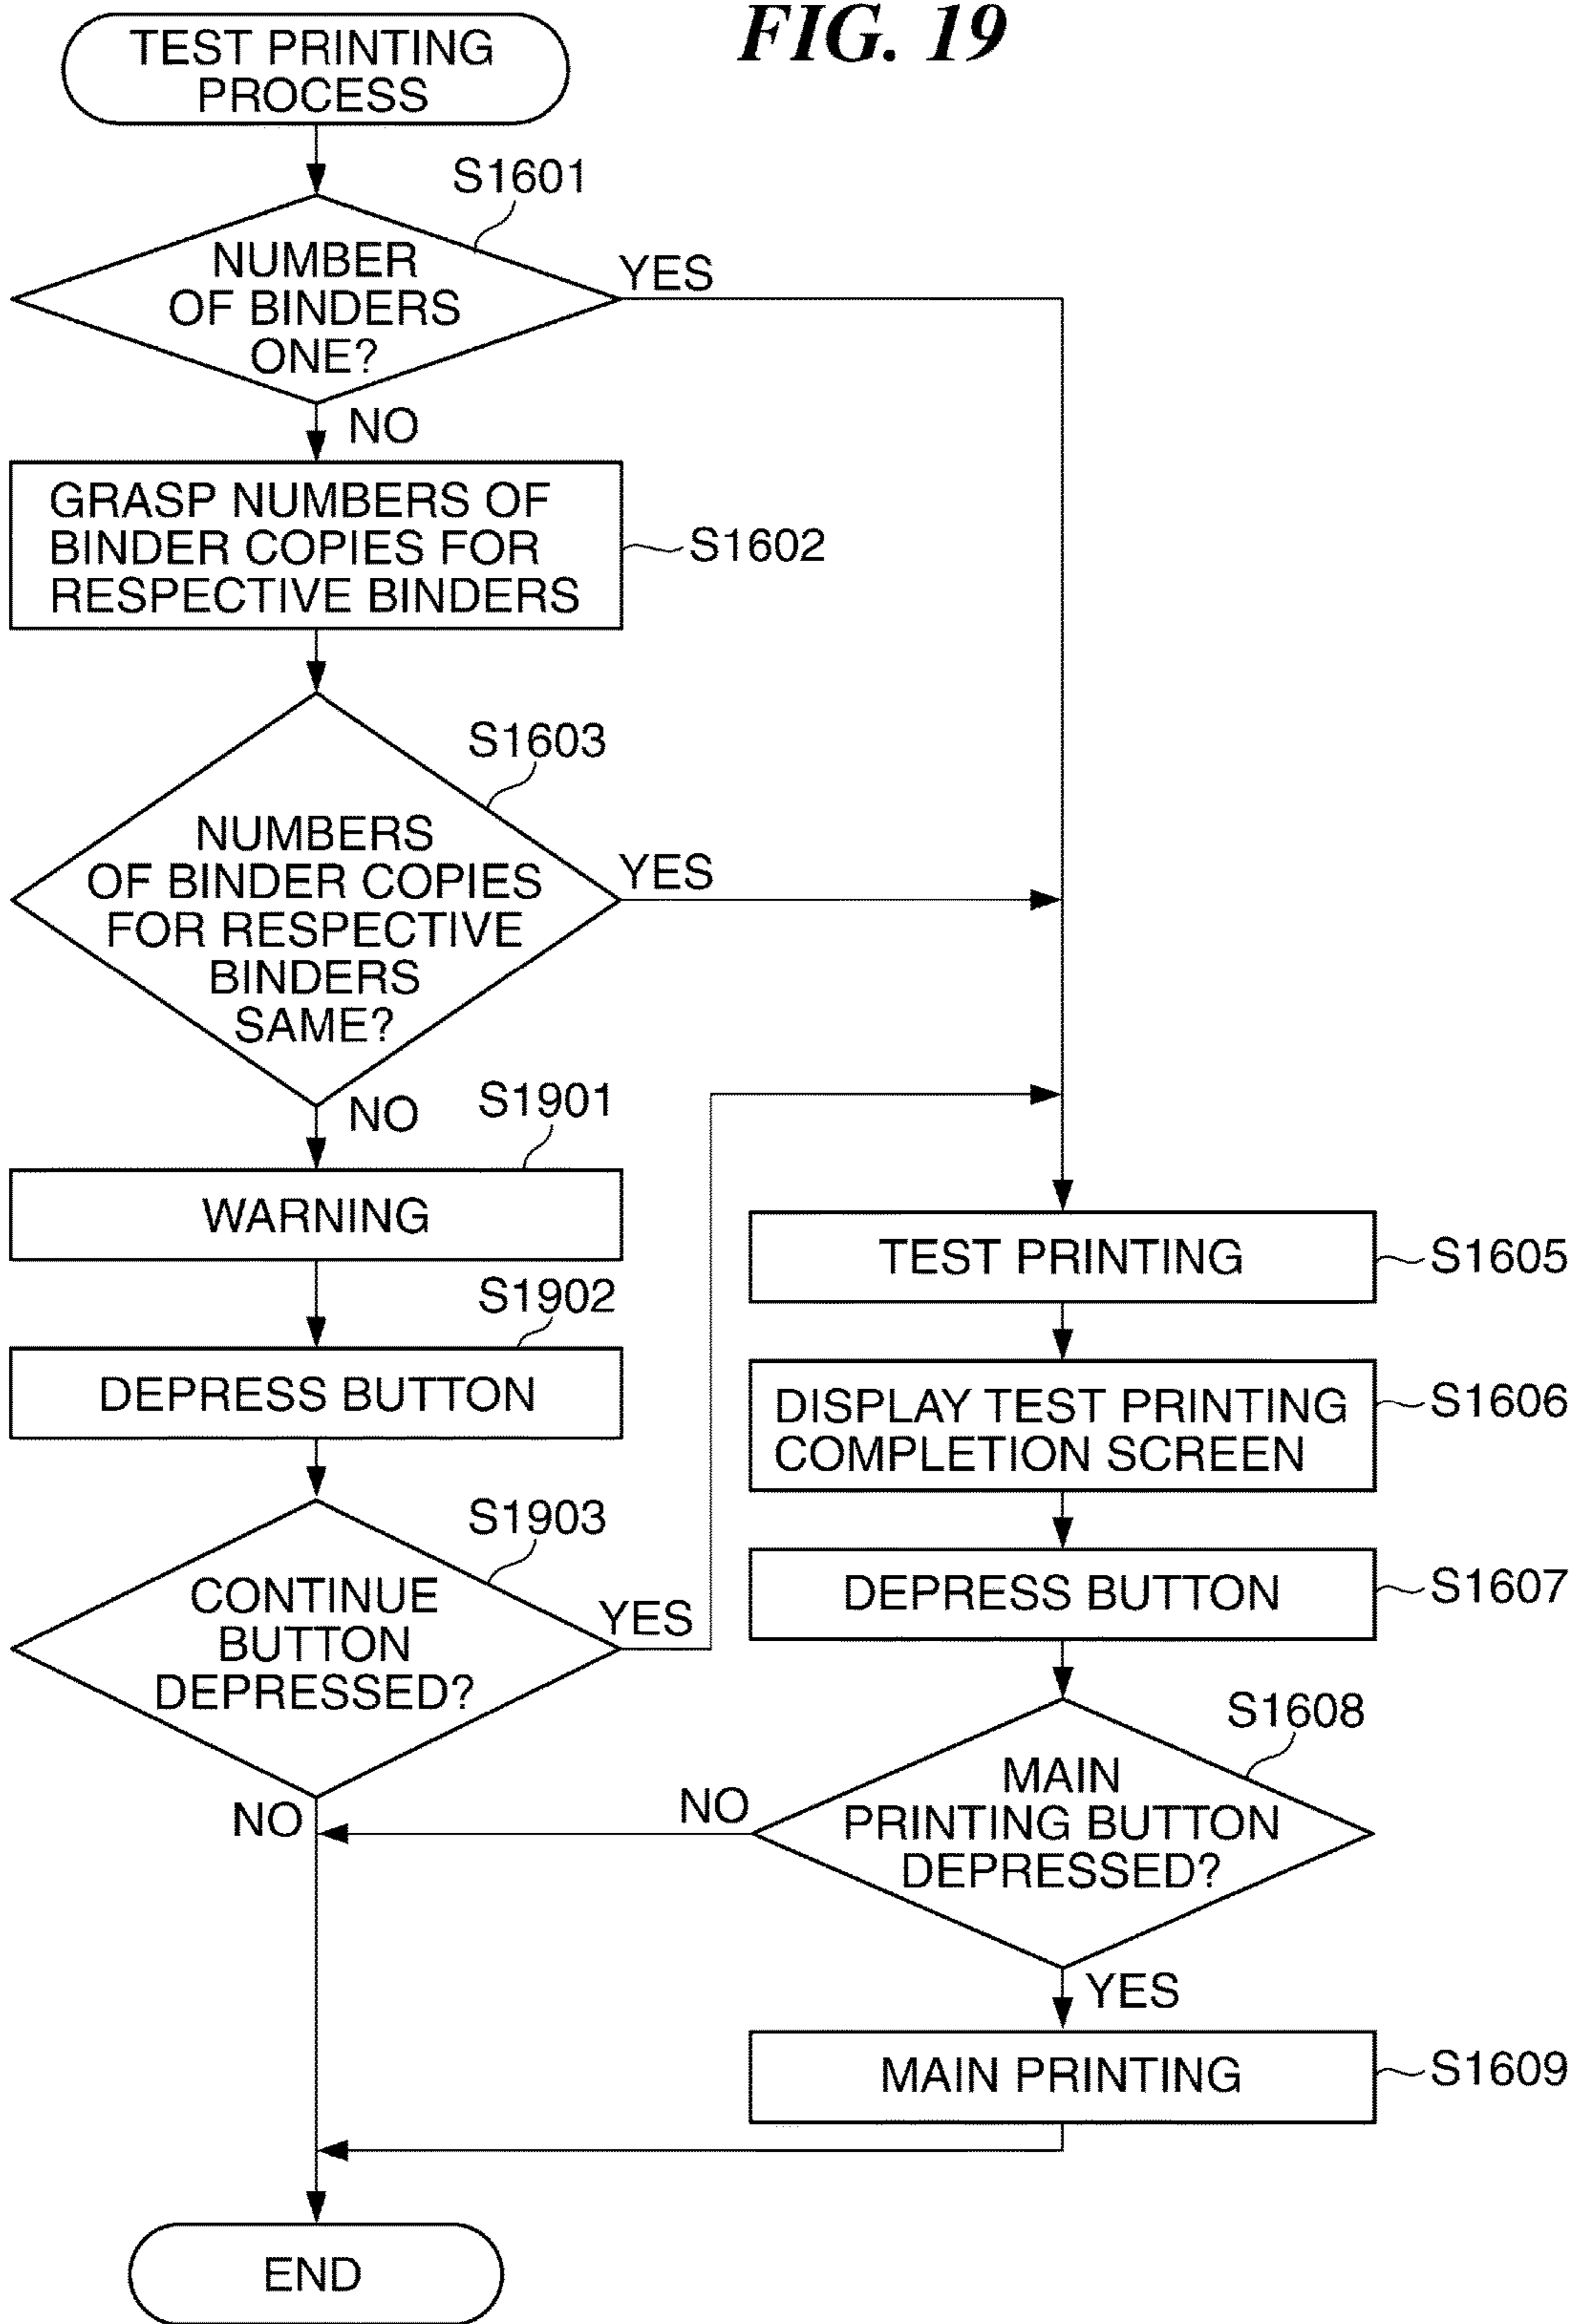 FIG. 19
TEST PRINTING
PROCESS
S1601
NUMBER
OF BINDERS
ONE?
YES
NO
GRASP NUMBERS OF
BINDER COPIES FOR
RESPECTIVE BINDERS
S1602
S1603
NUMBERS
OF BINDER COPIES
FOR RESPECTIVE
BINDERS
SAME?
YES
NO
S1901
WARNING
S1902
DEPRESS BUTTON
S1903
CONTINUE
BUTTON
DEPRESSED?
YES
NO
TEST PRINTING
S1605
DISPLAY TEST PRINTING
COMPLETION SCREEN
S1606
DEPRESS BUTTON
S1607
S1608
MAIN
PRINTING BUTTON
DEPRESSED?
NO
YES
MAIN PRINTING
S1609
END